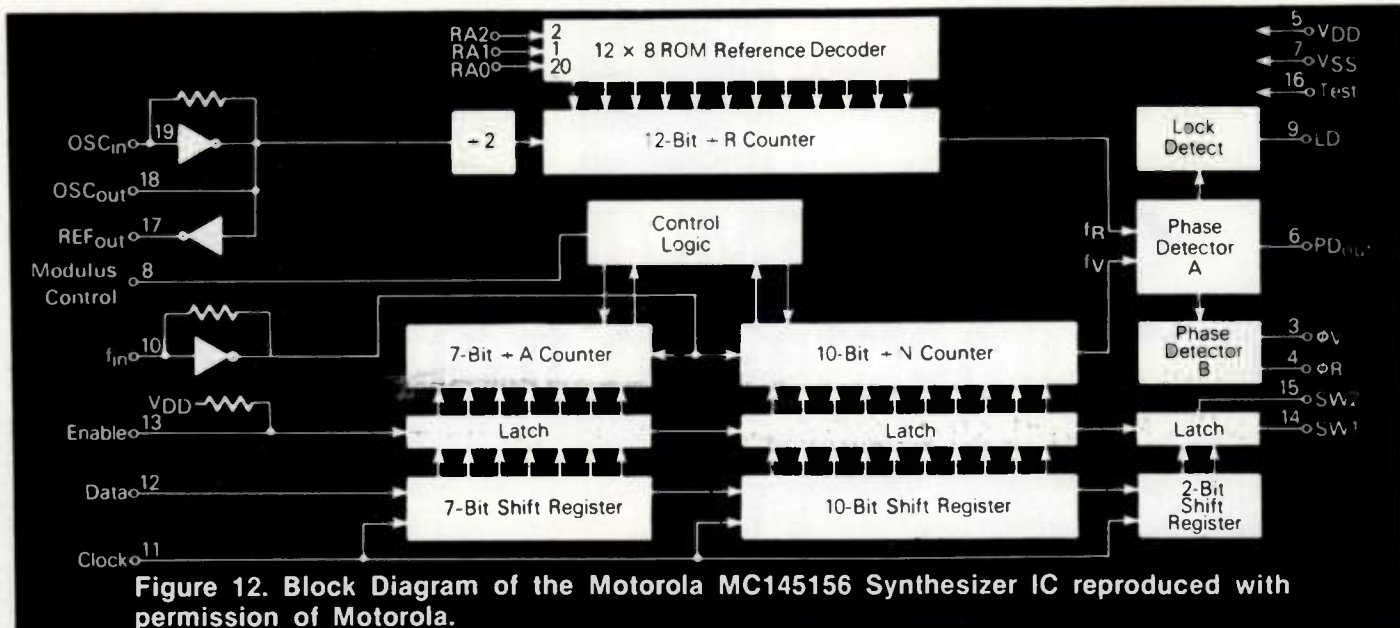 RA2 2
RA1 1
RA0 20
12 × 8 ROM Reference Decoder
5 VDD
7 VSS
16 Test
OSCin 19
÷ 2
12-Bit ÷ R Counter
Lock
Detect
9 LD
OSCout 18
REFout 17
Control
Logic
fR
fV
Phase
Detector
A
6 PDout
Modulus
Control
8
fin 10
7-Bit ÷ A Counter
10-Bit ÷ N Counter
Phase
Detector
B
3 ΦV
4 ΦR
VDD
15 SW2
Enable 13
Latch
Latch
Latch
14 SW1
Data 12
7-Bit Shift Register
10-Bit Shift Register
2-Bit
Shift
Register
Clock 11
Figure 12. Block Diagram of the Motorola MC145156 Synthesizer IC reproduced with
permission of Motorola.